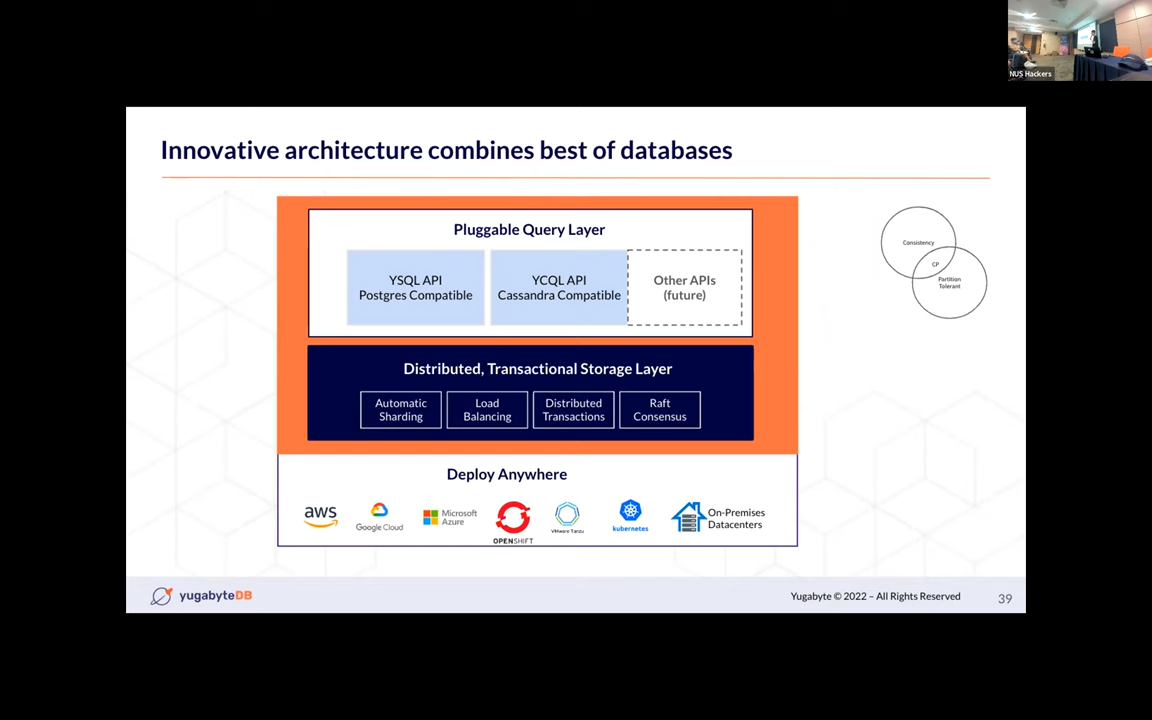 NUS Hackers
Innovative architecture combines best of databases
Pluggable Query Layer
YSQL API
Postgres Compatible
YCQL API
Cassandra Compatible
Other APIs
(future)
Consistency
CP
Partition
Tolerant
Distributed, Transactional Storage Layer
Automatic
Sharding
Load
Balancing
Distributed
Transactions
Raft
Consensus
Deploy Anywhere
aws
Google Cloud
Microsoft
Azure
OPENSHIFT
VMware Tanzu
kubernetes
On-Premises
Datacenters
yugabyteDB
Yugabyte © 2022 – All Rights Reserved
39